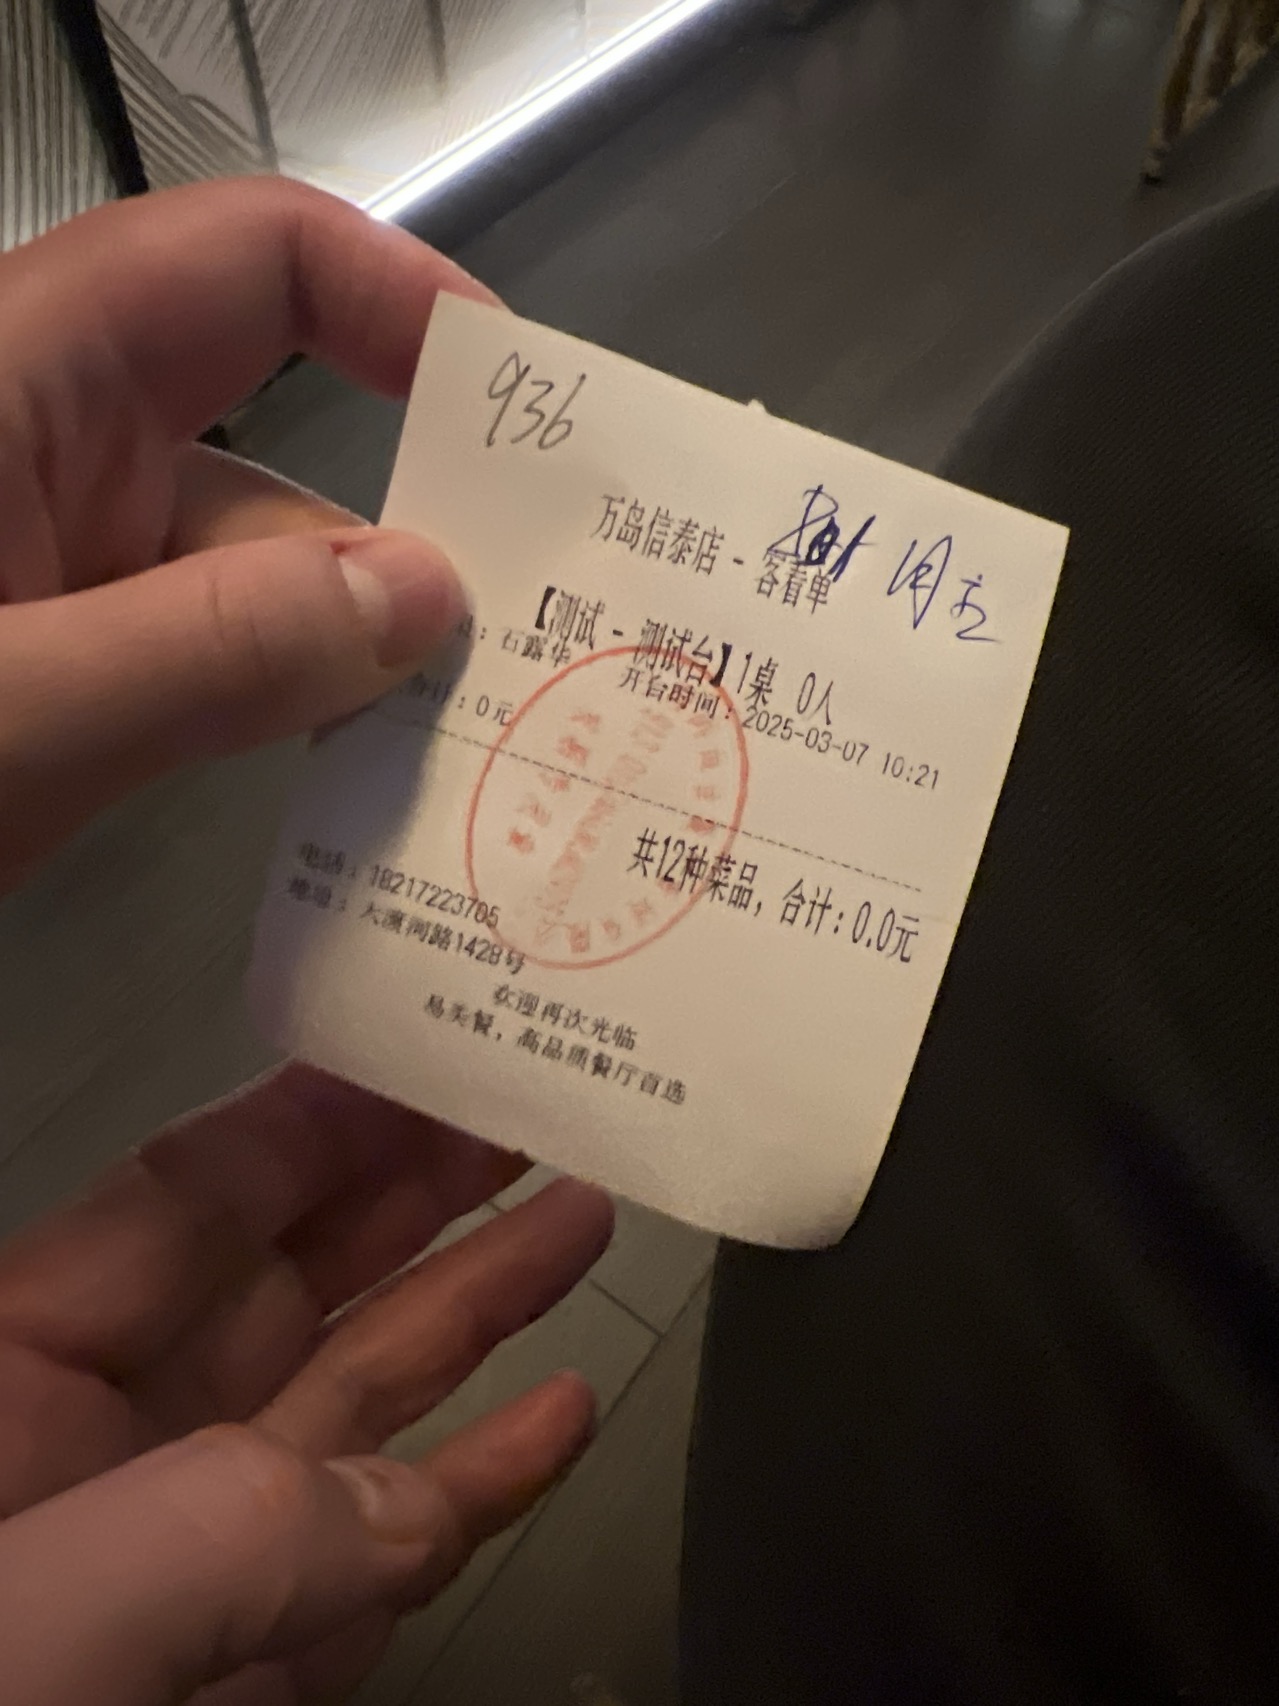 936
万岛信泰店 - 客看单
【测试 - 测试台】1桌 0人
：石露华
开台时间：2025-03-07 10:21
合计：0元
共12种菜品，合计：0.0元
电话：18217223705
地址：大渡河路1428号
欢迎再次光临
易美餐，高品质餐厅首选